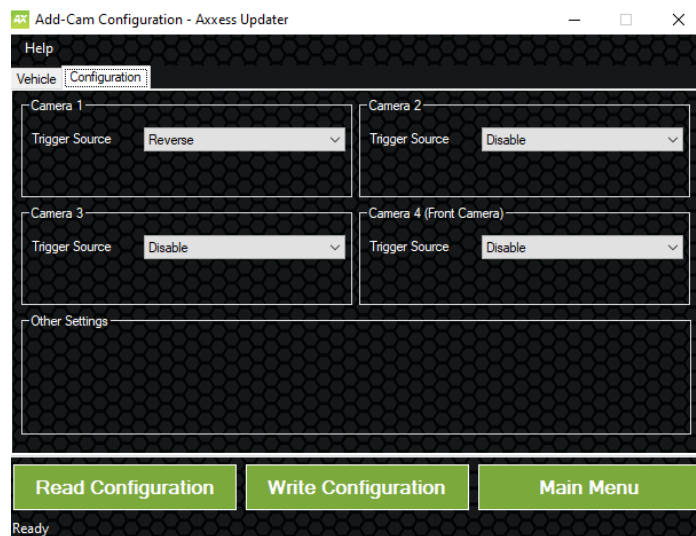 AX Add-Cam Configuration - Axxess Updater
Help
Vehicle Configuration
Camera 1 Camera 2
Trigger Source Reverse Trigger Source Disable
Camera 3 Camera 4 (Front Camera)
Trigger Source Disable Trigger Source Disable
Other Settings
Read Configuration Write Configuration Main Menu
Ready